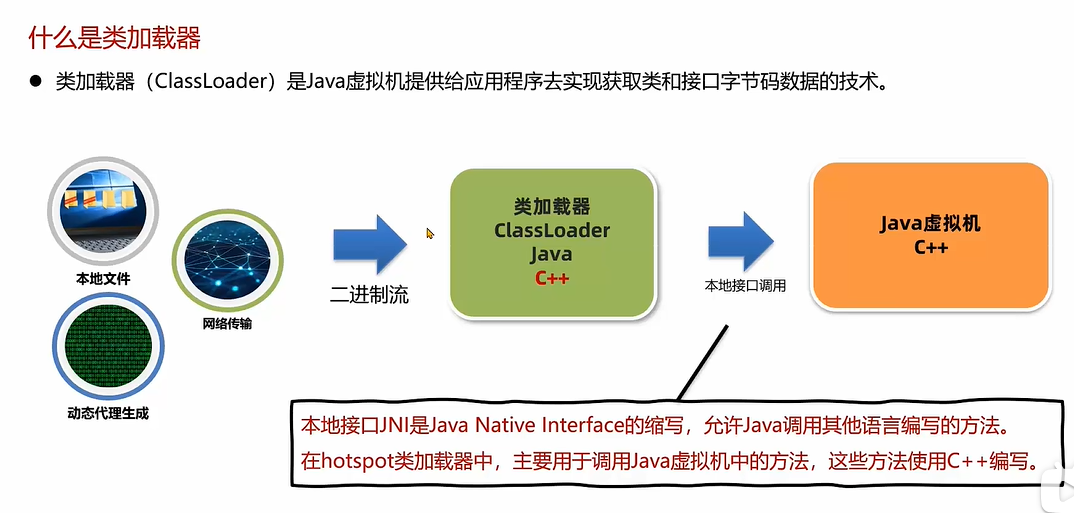 什么是类加载器
● 类加载器（ClassLoader）是Java虚拟机提供给应用程序去实现获取类和接口字节码数据的技术。
本地文件
网络传输
动态代理生成
二进制流
类加载器
ClassLoader
Java
C++
本地接口调用
Java虚拟机
C++
本地接口JNI是Java Native Interface的缩写，允许Java调用其他语言编写的方法。
在hotspot类加载器中，主要用于调用Java虚拟机中的方法，这些方法使用C++编写。